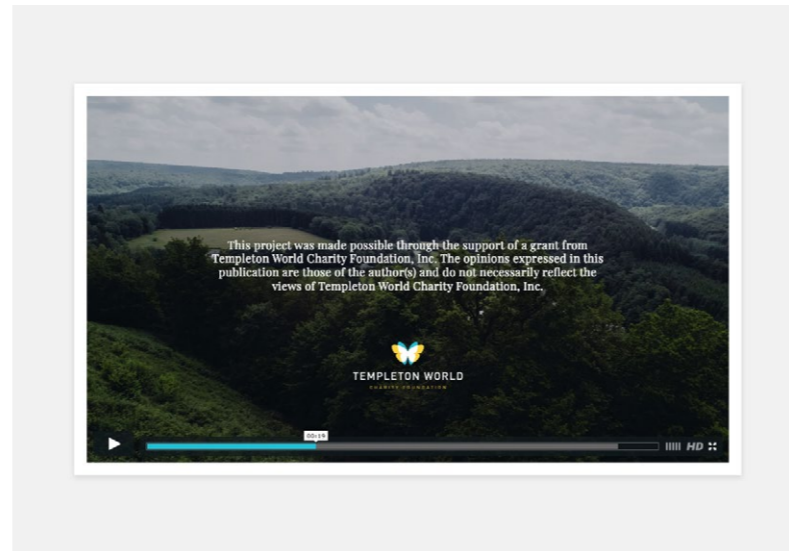 This project was made possible through the support of a grant from
Templeton World Charity Foundation, Inc. The opinions expressed in this
publication are those of the author(s) and do not necessarily reflect the
views of Templeton World Charity Foundation, Inc.
TEMPLETON WORLD
CHARITY FOUNDATION
00:19
HD